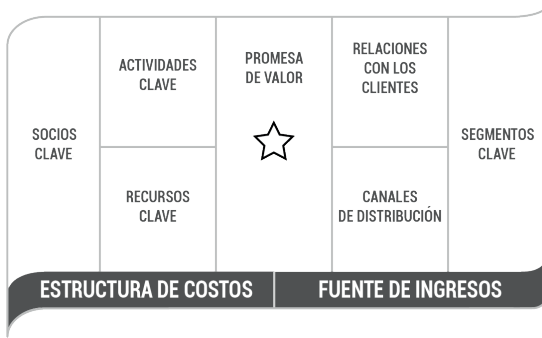 SOCIOS
CLAVE
ACTIVIDADES
CLAVE
RECURSOS
CLAVE
PROMESA
DE VALOR
RELACIONES
CON LOS
CLIENTES
CANALES
DE DISTRIBUCIÓN
SEGMENTOS
CLAVE
ESTRUCTURA DE COSTOS
FUENTE DE INGRESOS